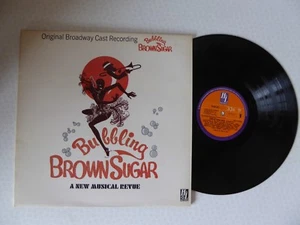 Original Broadway Cast Recording
Bubbling
BROWN SUGAR
Bubbling
BROWN SUGAR
A NEW MUSICAL REVUE